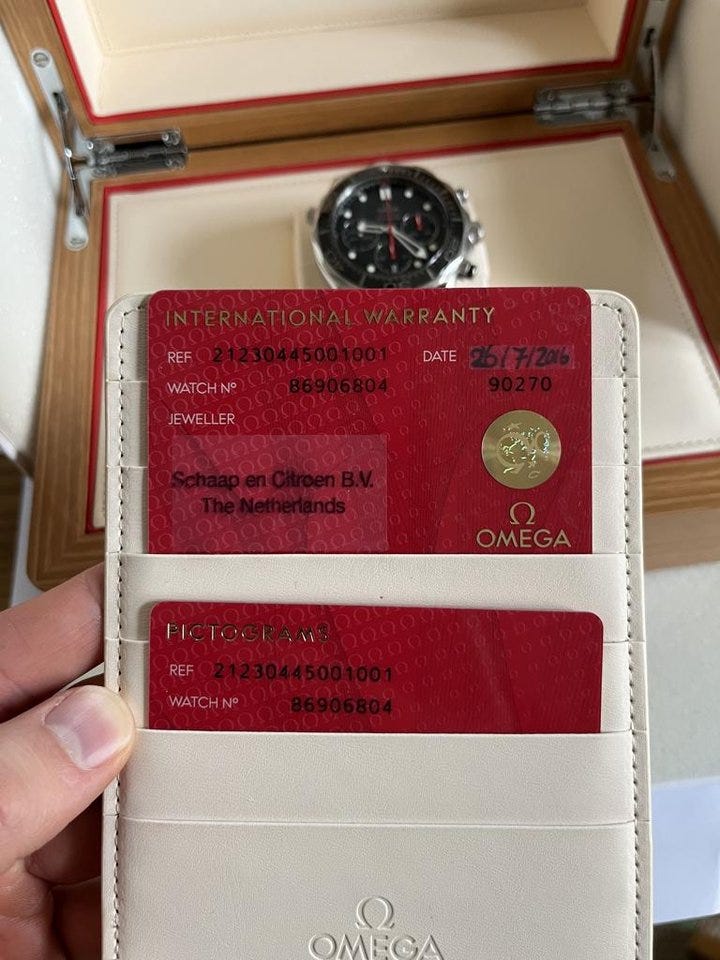 INTERNATIONAL WARRANTY
REF 21230445001001 DATE 26/7/2016
WATCH Nº 86906804 90270
JEWELLER
Schaap en Citroen B.V.
The Netherlands
Ω
OMEGA
PICTOGRAMS
REF 21230445001001
WATCH Nº 86906804
Ω
OMEGA